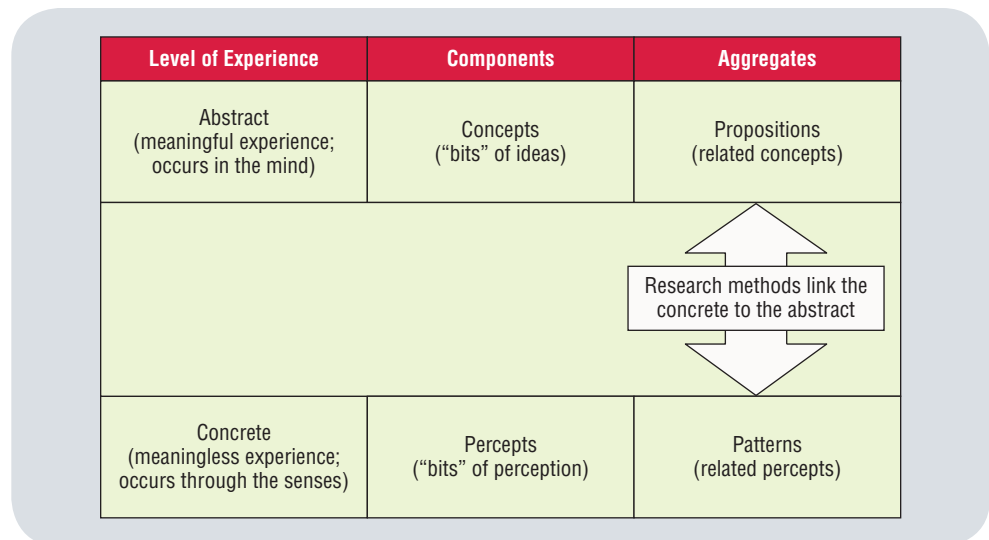 Level of Experience
Components
Aggregates
Abstract
(meaningful experience;
occurs in the mind)
Concepts
(“bits” of ideas)
Propositions
(related concepts)
Research methods link the
concrete to the abstract
Concrete
(meaningless experience;
occurs through the senses)
Percepts
(“bits” of perception)
Patterns
(related percepts)